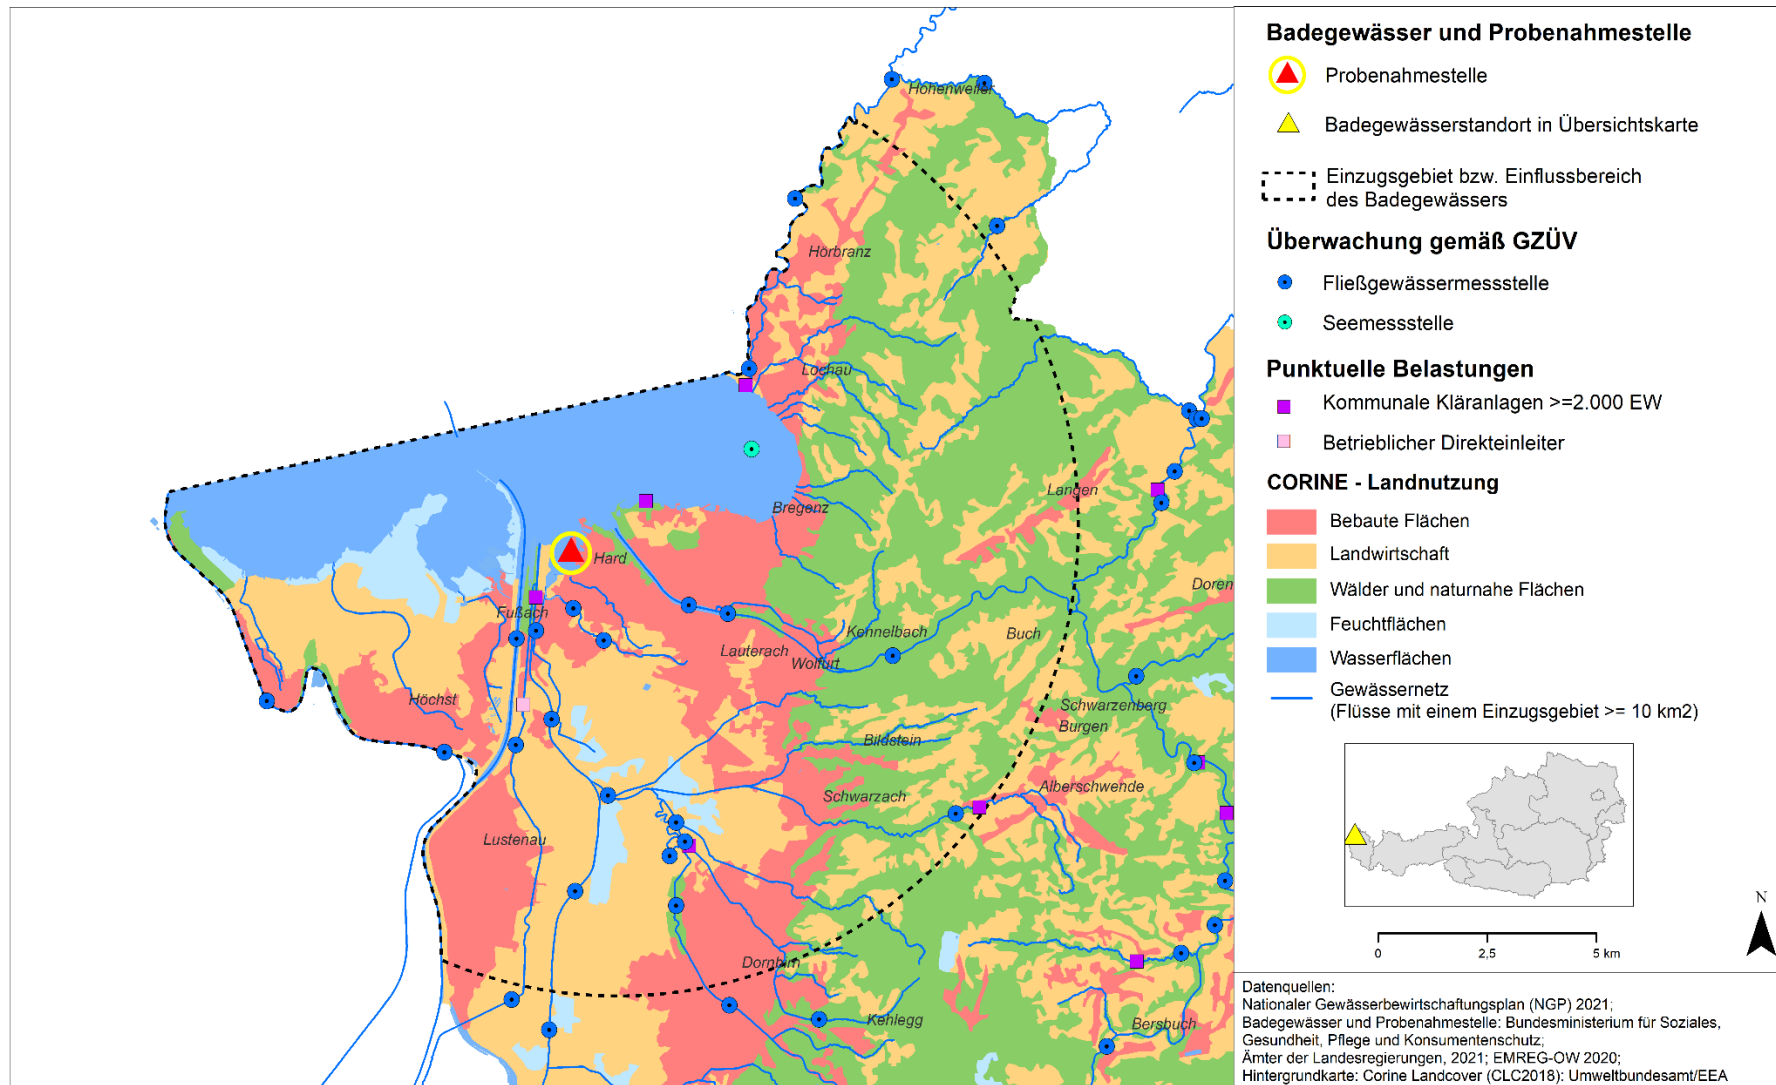 Hohenweiler
Hörbranz
Lochau
Langen
Bregenz
Hard
Doren
Fußach
Kennelbach
Buch
Lauterach
Wolfurt
Höchst
Schwarzenberg
Burgen
Bildstein
Alberschwende
Schwarzach
Lustenau
Dornbirn
Kehlegg
Bersbuch
Badegewässer und Probenahmestelle
Probenahmestelle
Badegewässerstandort in Übersichtskarte
Einzugsgebiet bzw. Einflussbereich
des Badegewässers
Überwachung gemäß GZÜV
Fließgewässermessstelle
Seemessstelle
Punktuelle Belastungen
Kommunale Kläranlagen >=2.000 EW
Betrieblicher Direkteinleiter
CORINE - Landnutzung
Bebaute Flächen
Landwirtschaft
Wälder und naturnahe Flächen
Feuchtflächen
Wasserflächen
Gewässernetz
(Flüsse mit einem Einzugsgebiet >= 10 km2)
N
0 2,5 5 km
Datenquellen:
Nationaler Gewässerbewirtschaftungsplan (NGP) 2021;
Badegewässer und Probenahmestelle: Bundesministerium für Soziales,
Gesundheit, Pflege und Konsumentenschutz;
Ämter der Landesregierungen, 2021; EMREG-OW 2020;
Hintergrundkarte: Corine Landcover (CLC2018): Umweltbundesamt/EEA